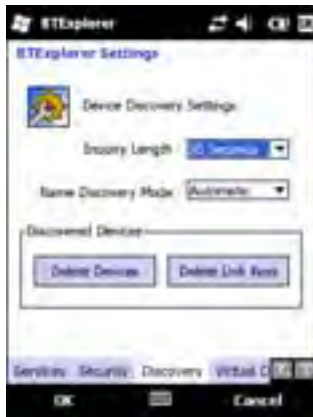 BTExplorer
BTExplorer Settings
Device Discovery Settings
Inquiry Length 10 Seconds
Name Discovery Mode Automatic
Discovered Devices
Delete Devices Delete Link Keys
Services Security Discovery Virtual C
OK Cancel